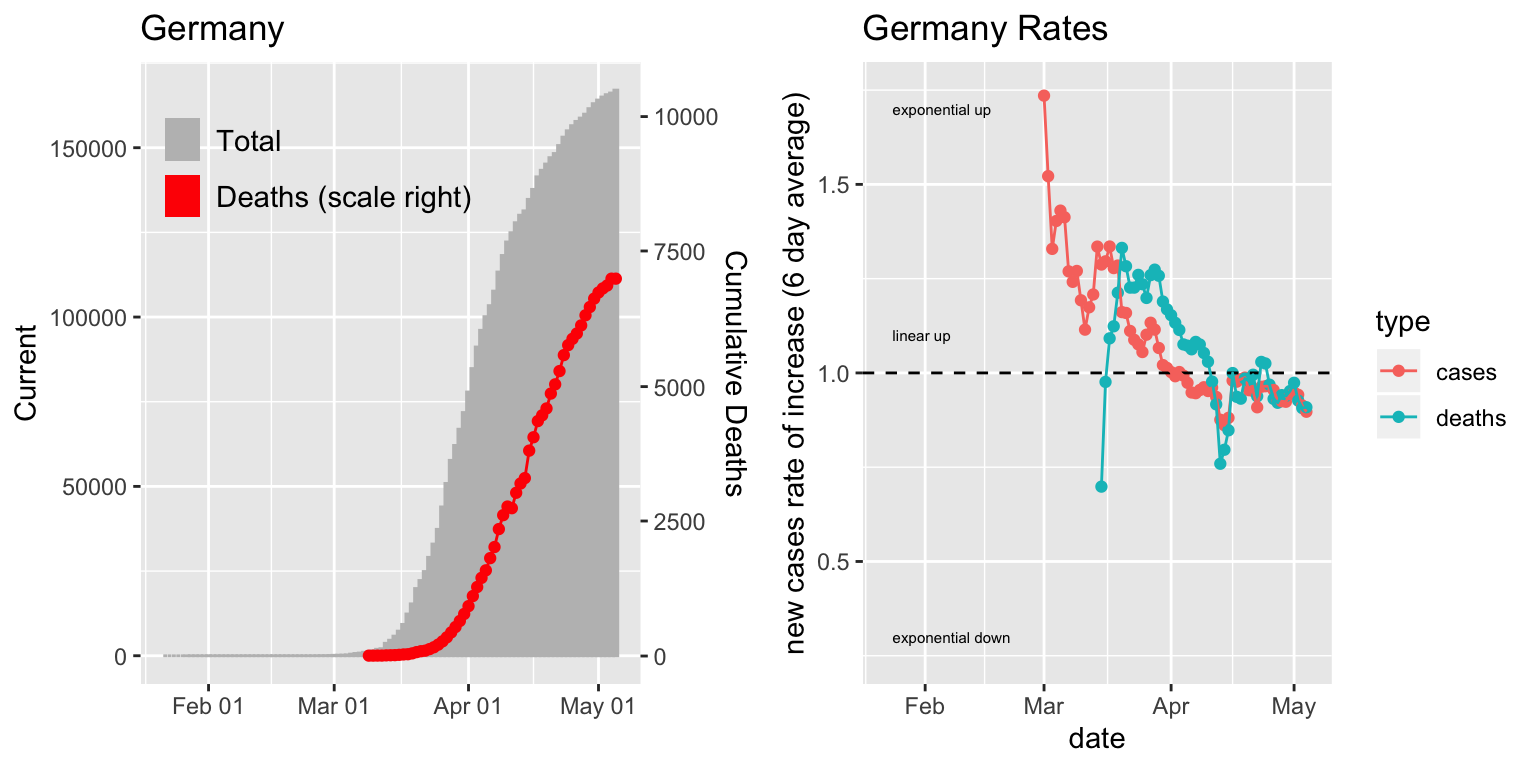 Germany
Current
150000
100000
50000
0
Total
Deaths (scale right)
10000
7500
5000
2500
0
Cumulative Deaths
Feb 01
Mar 01
Apr 01
May 01
Germany Rates
new cases rate of increase (6 day average)
1.5
1.0
0.5
exponential up
linear up
exponential down
Feb
Mar
Apr
May
date
type
cases
deaths